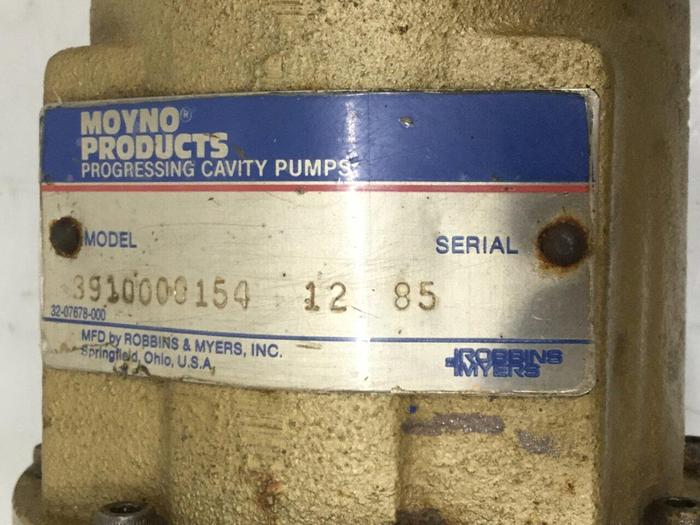 MOYNO®
PRODUCTS
PROGRESSING CAVITY PUMPS
MODEL SERIAL
3910000154 12 85
32-07678-000
MFD by ROBBINS & MYERS, INC.
Springfield, Ohio, U.S.A.
ROBBINS
MYERS